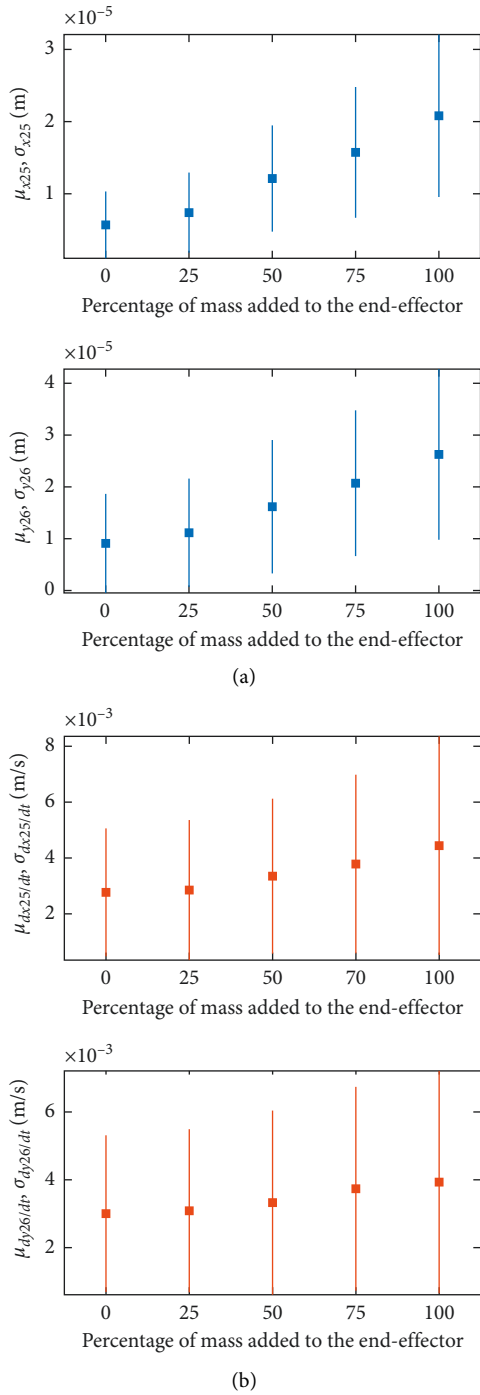 ×10⁻⁵
3
2
1
μx25, σx25 (m)
0 25 50 75 100
Percentage of mass added to the end-effector
×10⁻⁵
4
3
2
1
0
μy26, σy26 (m)
0 25 50 75 100
Percentage of mass added to the end-effector
(a)
×10⁻³
8
6
4
2
μdx25/dt, σdx25/dt (m/s)
0 25 50 70 100
Percentage of mass added to the end-effector
×10⁻³
6
4
2
μdy26/dt, σdy26/dt (m/s)
0 25 50 75 100
Percentage of mass added to the end-effector
(b)